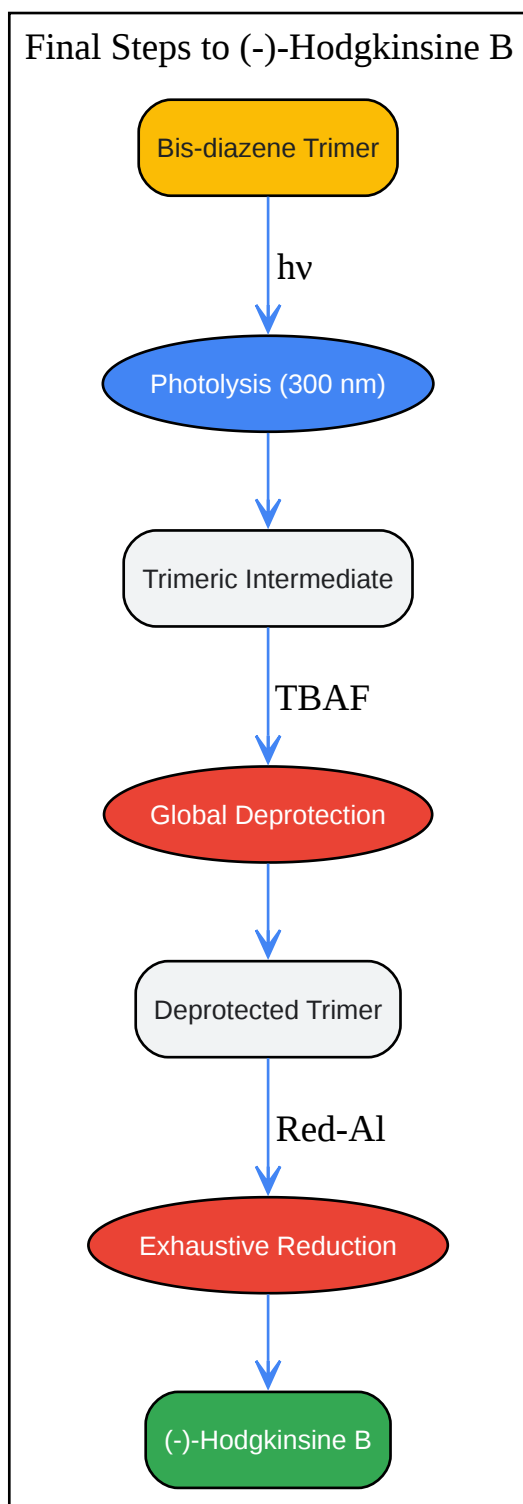 Final Steps to (-)-Hodgkinsine B
Bis-diazene Trimer
hν
Photolysis (300 nm)
Trimeric Intermediate
TBAF
Global Deprotection
Deprotected Trimer
Red-Al
Exhaustive Reduction
(-)-Hodgkinsine B